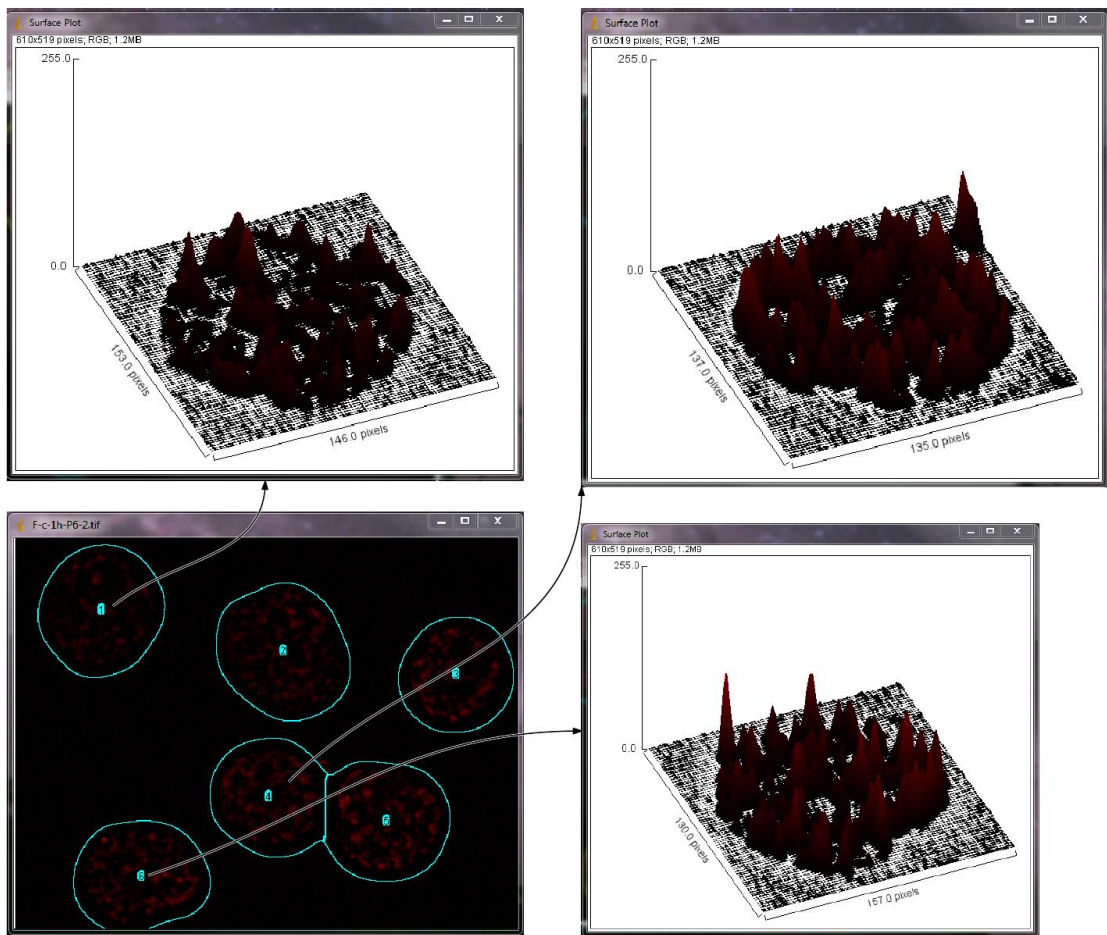 Surface Plot
610x519 pixels; RGB; 1.2MB
255.0
0.0
153.0 pixels
146.0 pixels
Surface Plot
610x519 pixels; RGB; 1.2MB
255.0
0.0
137.0 pixels
135.0 pixels
F-c-1h-P6-2.tif
1
2
3
4
5
6
Surface Plot
610x519 pixels; RGB; 1.2MB
255.0
0.0
130.0 pixels
157.0 pixels